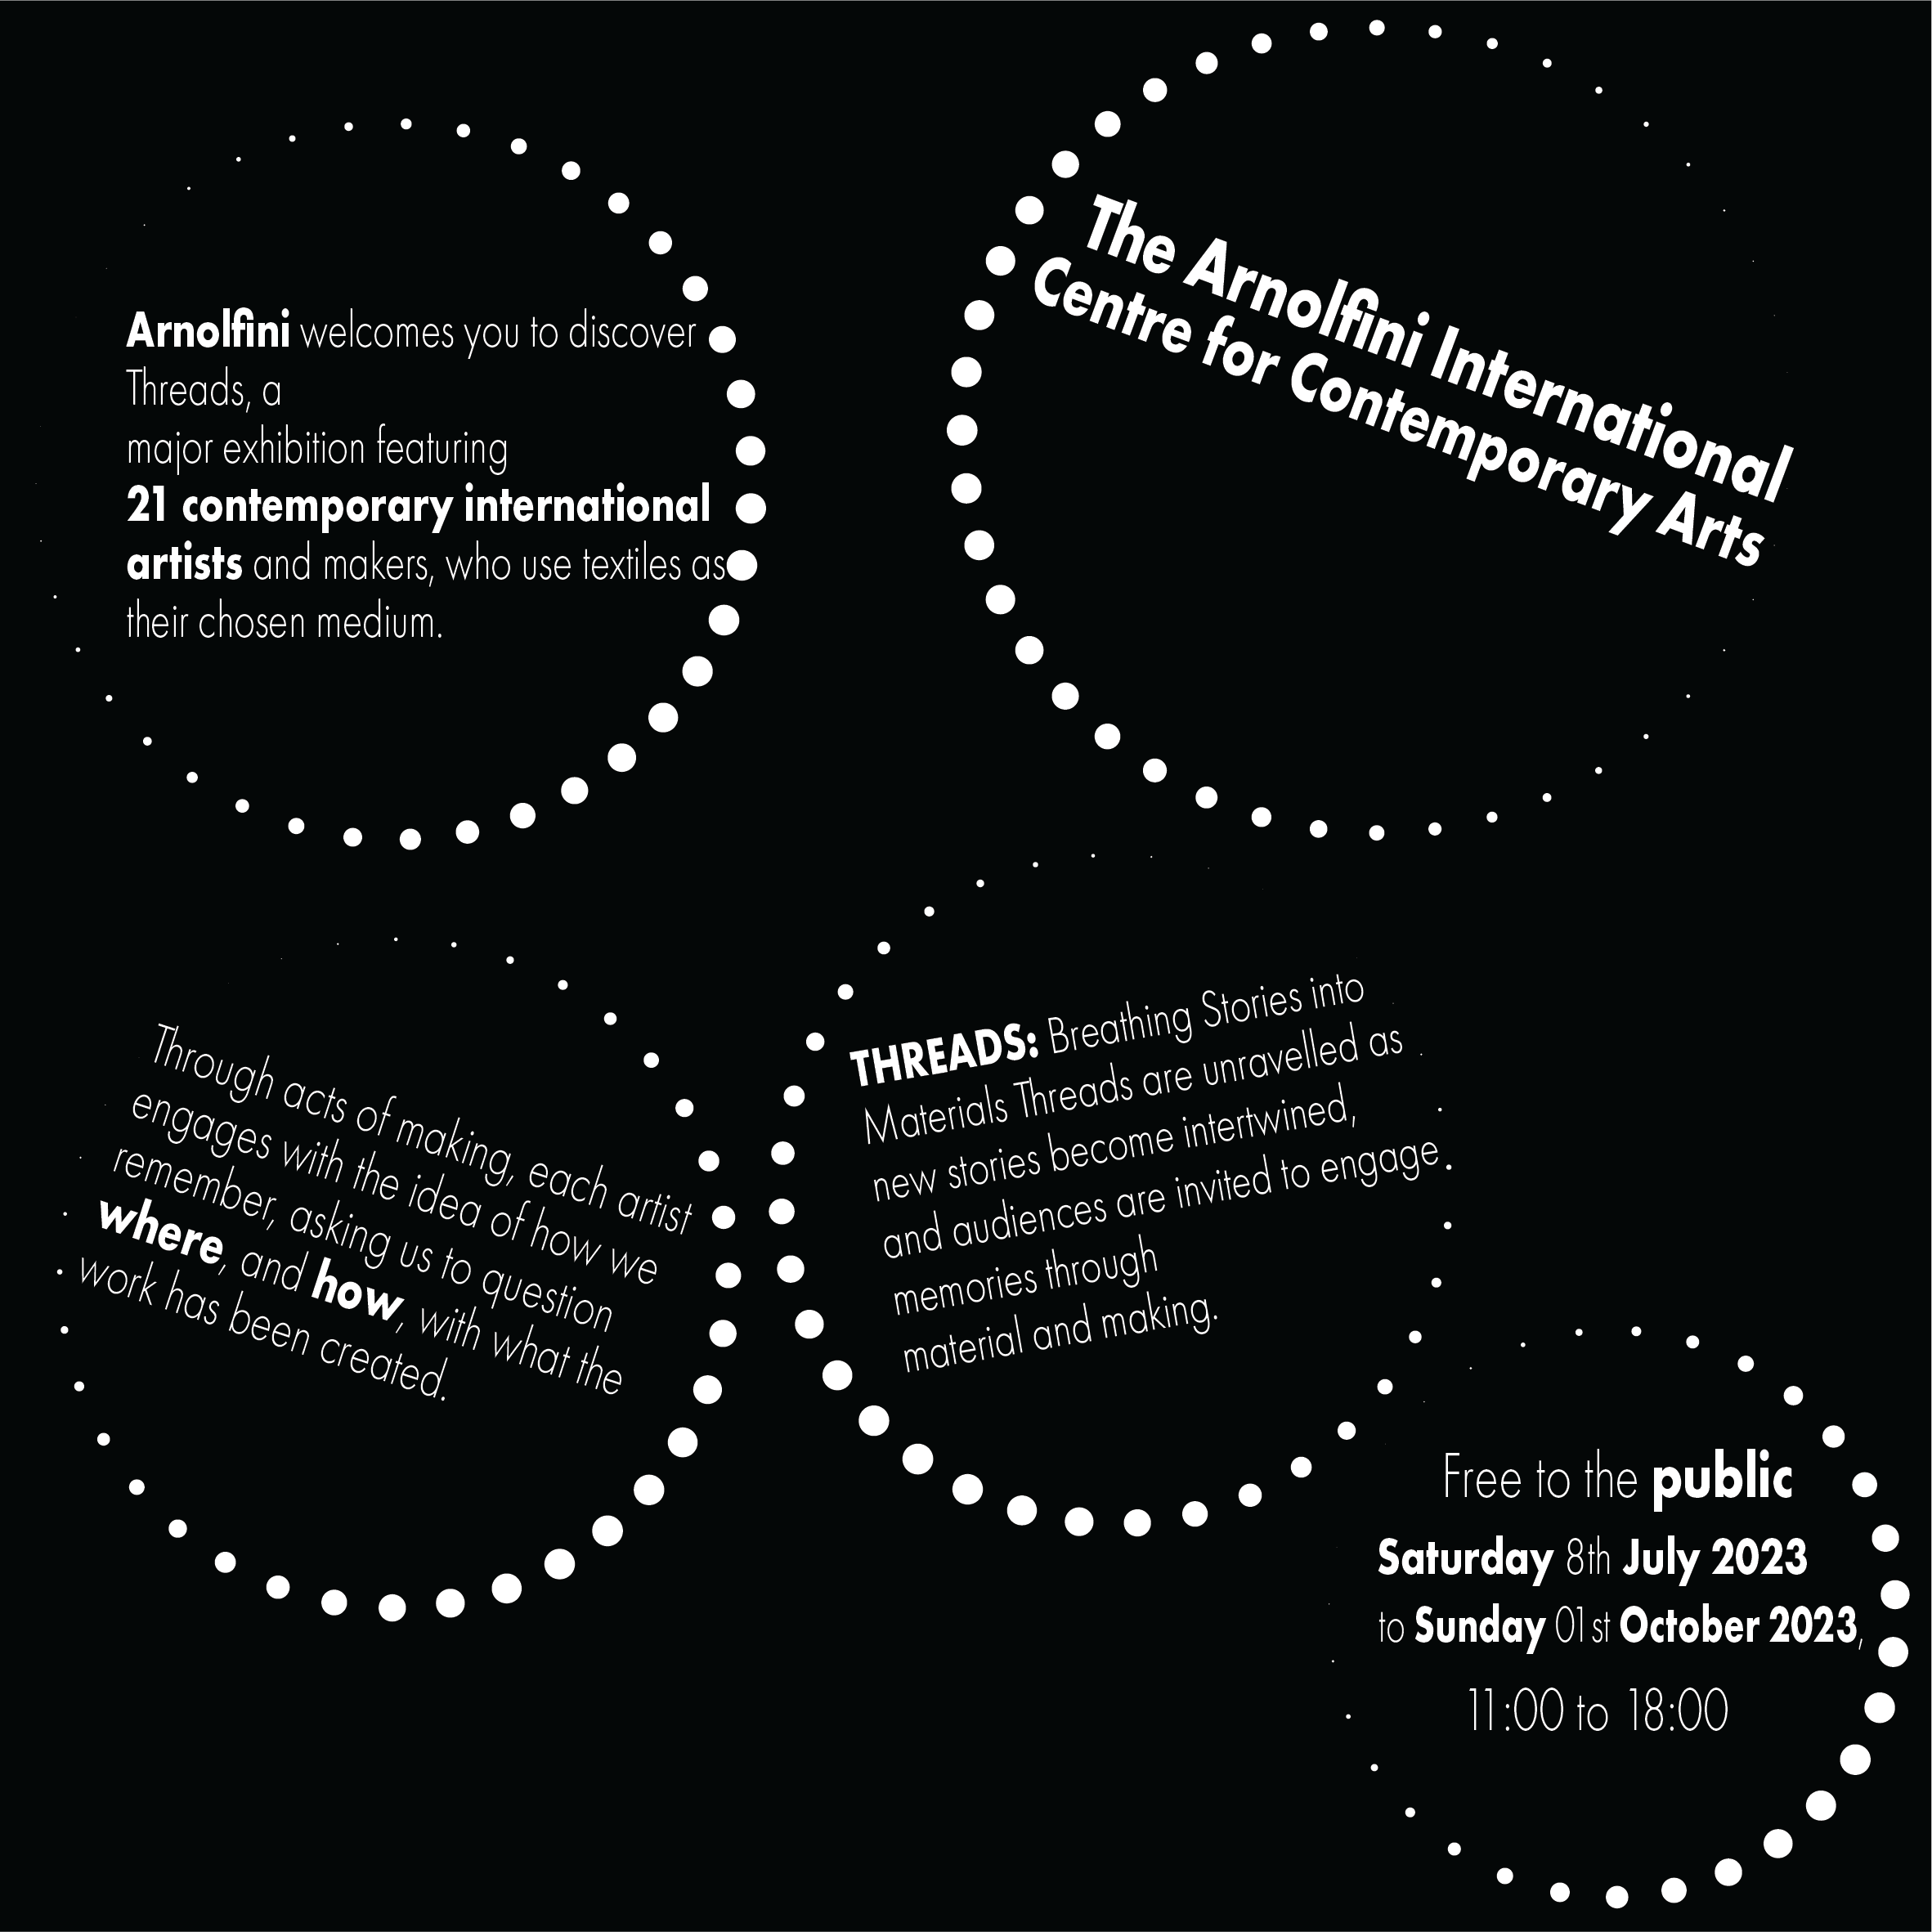 Arnolfini welcomes you to discover
Threads, a
major exhibition featuring
21 contemporary international
artists and makers, who use textiles as
their chosen medium.
The Arnolfini International
Centre for Contemporary Arts
Through acts of making, each artist
engages with the idea of how we
remember, asking us to question
where, and how, with what the
work has been created.
THREADS: Breathing Stories into
Materials Threads are unravelled as
new stories become intertwined,
and audiences are invited to engage
memories through
material and making.
Free to the public
Saturday 8th July 2023
to Sunday 01st October 2023,
11:00 to 18:00